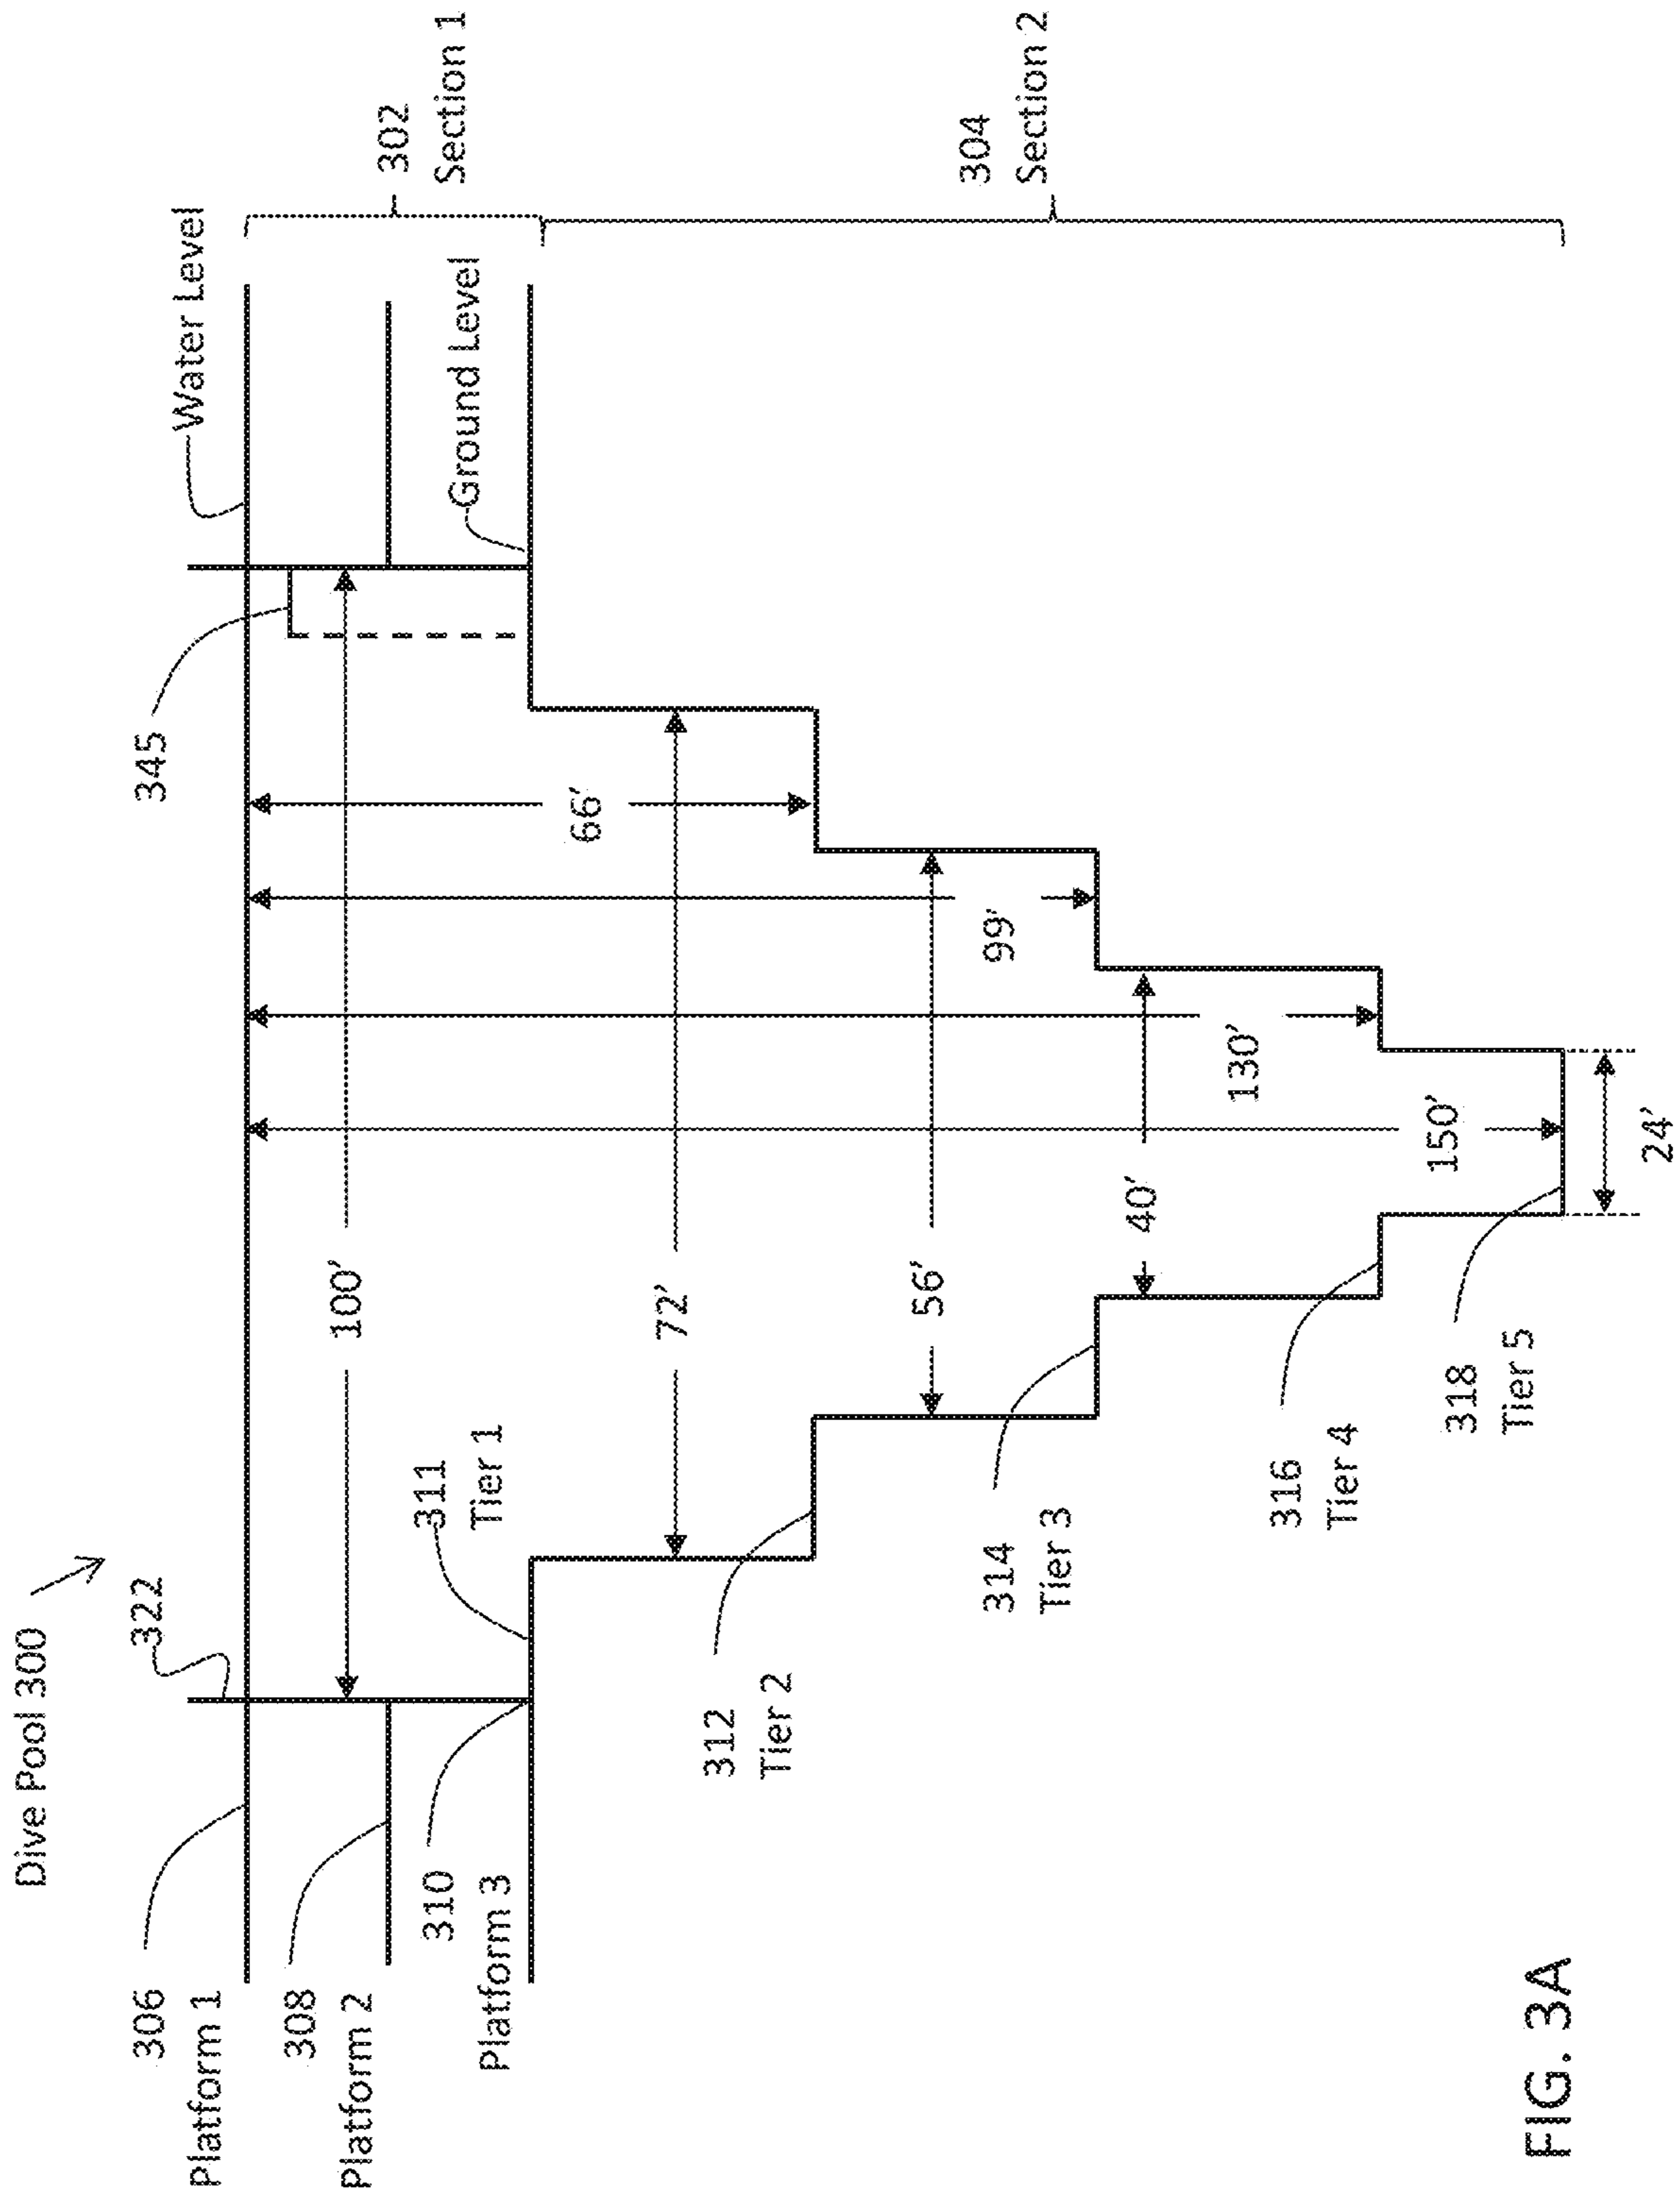 Dive Pool 300
322
345
Water Level
306
Platform 1
308
Platform 2
310
Platform 3
311
Tier 1
Ground Level
302
Section 1
304
Section 2
100'
72'
66'
56'
99'
40'
130'
150'
24'
312
Tier 2
314
Tier 3
316
Tier 4
318
Tier 5
FIG. 3A